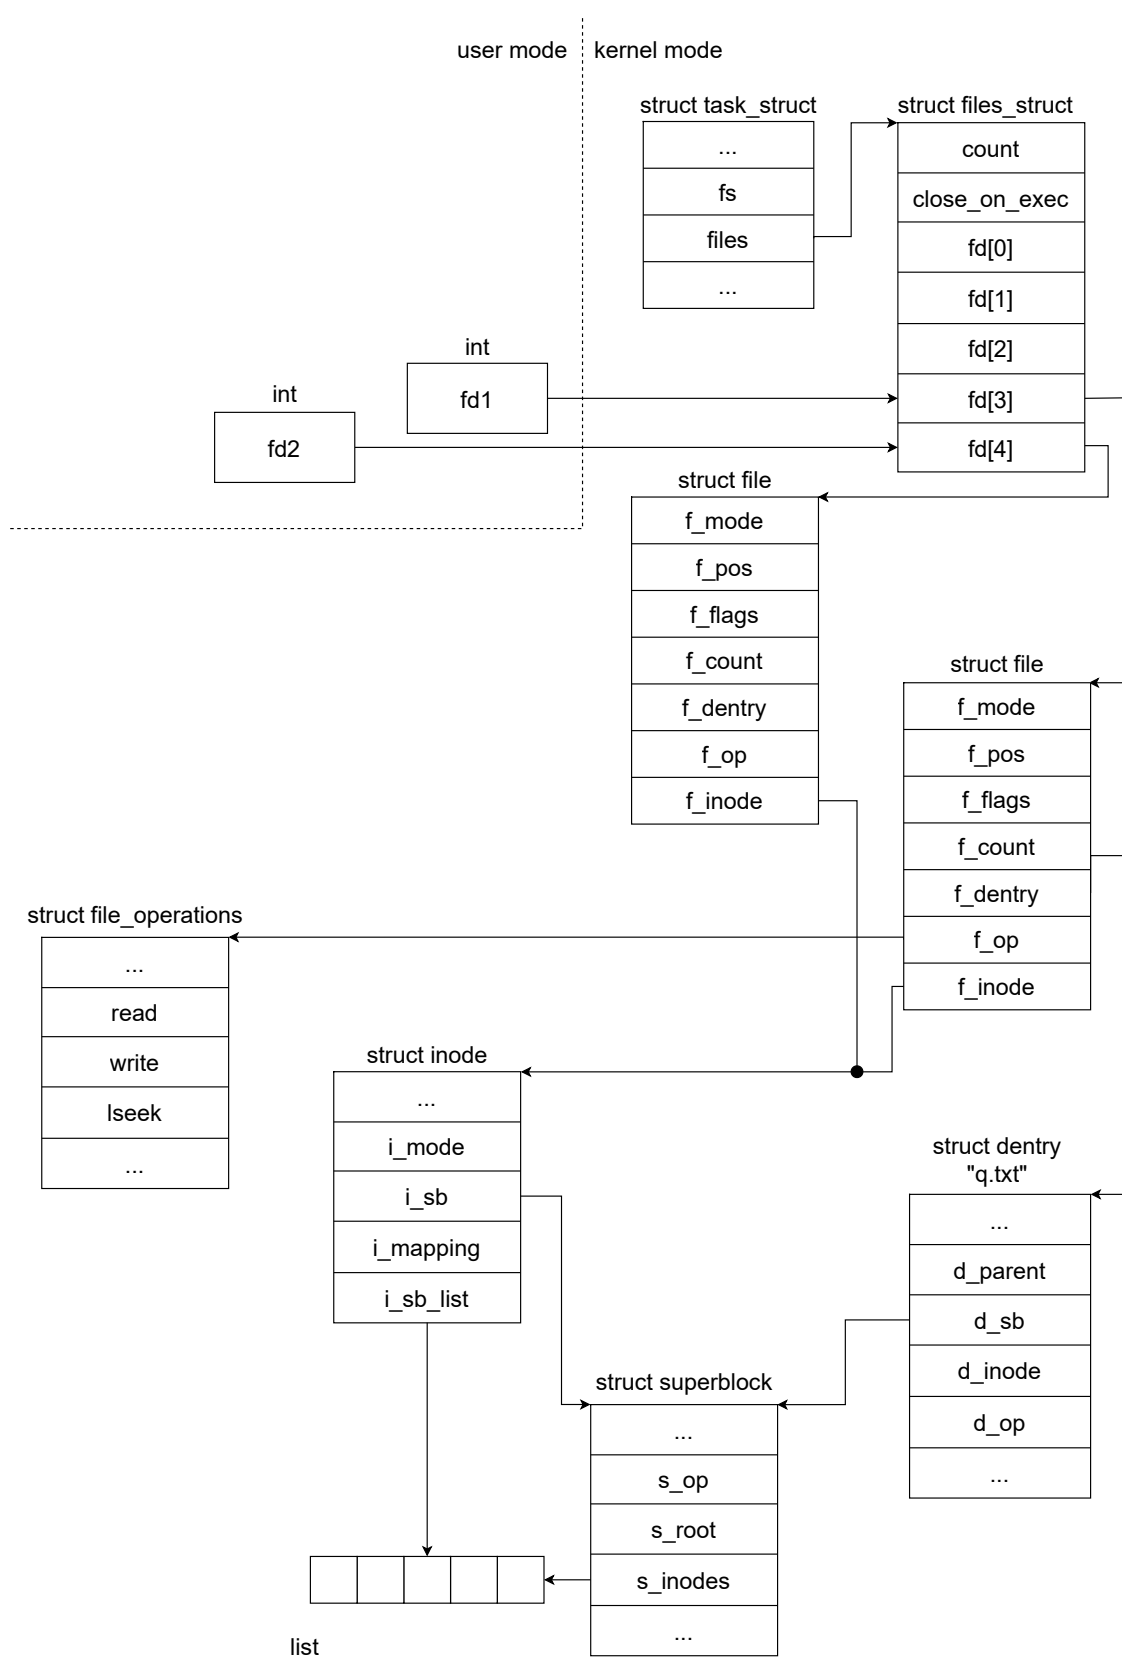 user mode
kernel mode
struct task_struct
...
fs
files
...
struct files_struct
count
close_on_exec
fd[0]
fd[1]
fd[2]
fd[3]
fd[4]
int
fd1
int
fd2
struct file
f_mode
f_pos
f_flags
f_count
f_dentry
f_op
f_inode
struct file
f_mode
f_pos
f_flags
f_count
f_dentry
f_op
f_inode
struct file_operations
...
read
write
lseek
...
struct inode
...
i_mode
i_sb
i_mapping
i_sb_list
struct dentry
"q.txt"
...
d_parent
d_sb
d_inode
d_op
...
struct superblock
...
s_op
s_root
s_inodes
...
list